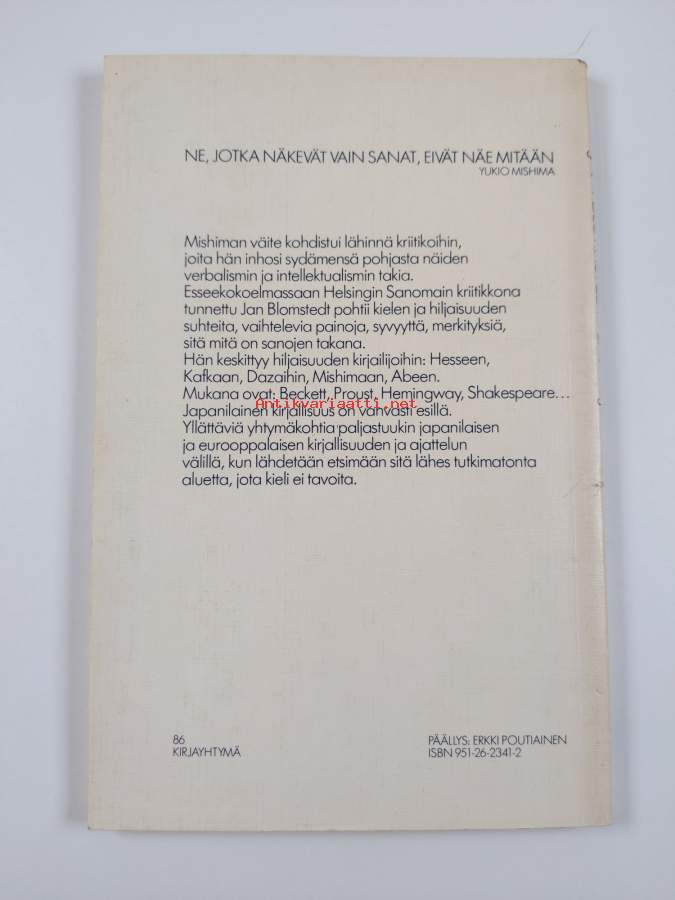 NE, JOTKA NÄKEVÄT VAIN SANAT, EIVÄT NÄE MITÄÄN
YUKIO MISHIMA
Mishiman väite kohdistui lähinnä kriitikoihin,
joita hän inhosi sydämensä pohjasta näiden
verbalismin ja intellektualismin takia.
Esseekokoelmassaan Helsingin Sanomain kriitikkona
tunnettu Jan Blomstedt pohtii kielen ja hiljaisuuden
suhteita, vaihtelevia painoja, syvyyttä, merkityksiä,
sitä mitä on sanojen takana.
Hän keskittyy hiljaisuuden kirjailijoihin: Hesseen,
Kafkaan, Dazaihin, Mishimaan, Abeen.
Mukana ovat: Beckett, Proust, Hemingway, Shakespeare...
Antikvariaatti.net
Japanilainen kirjallisuus on vahvasti esillä.
Yllättäviä yhtymäkohtia paljastuukin japanilaisen
ja eurooppalaisen kirjallisuuden ja ajattelun
välillä, kun lähdetään etsimään sitä lähes tutkimatonta
aluetta, jota kieli ei tavoita.
86
KIRJAYHTYMÄ
PÄÄLLYS: ERKKI POUTIAINEN
ISBN 951-26-2341-2